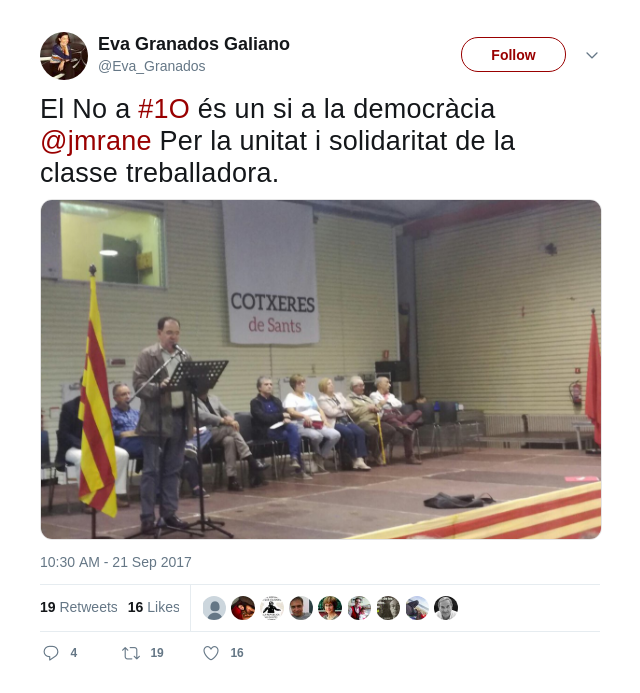 Eva Granados Galiano
@Eva_Granados
Follow
El No a #1O és un si a la democràcia
@jmrane Per la unitat i solidaritat de la
classe treballadora.
COTXERES
de Sants
10:30 AM - 21 Sep 2017
19 Retweets 16 Likes
4 19 16